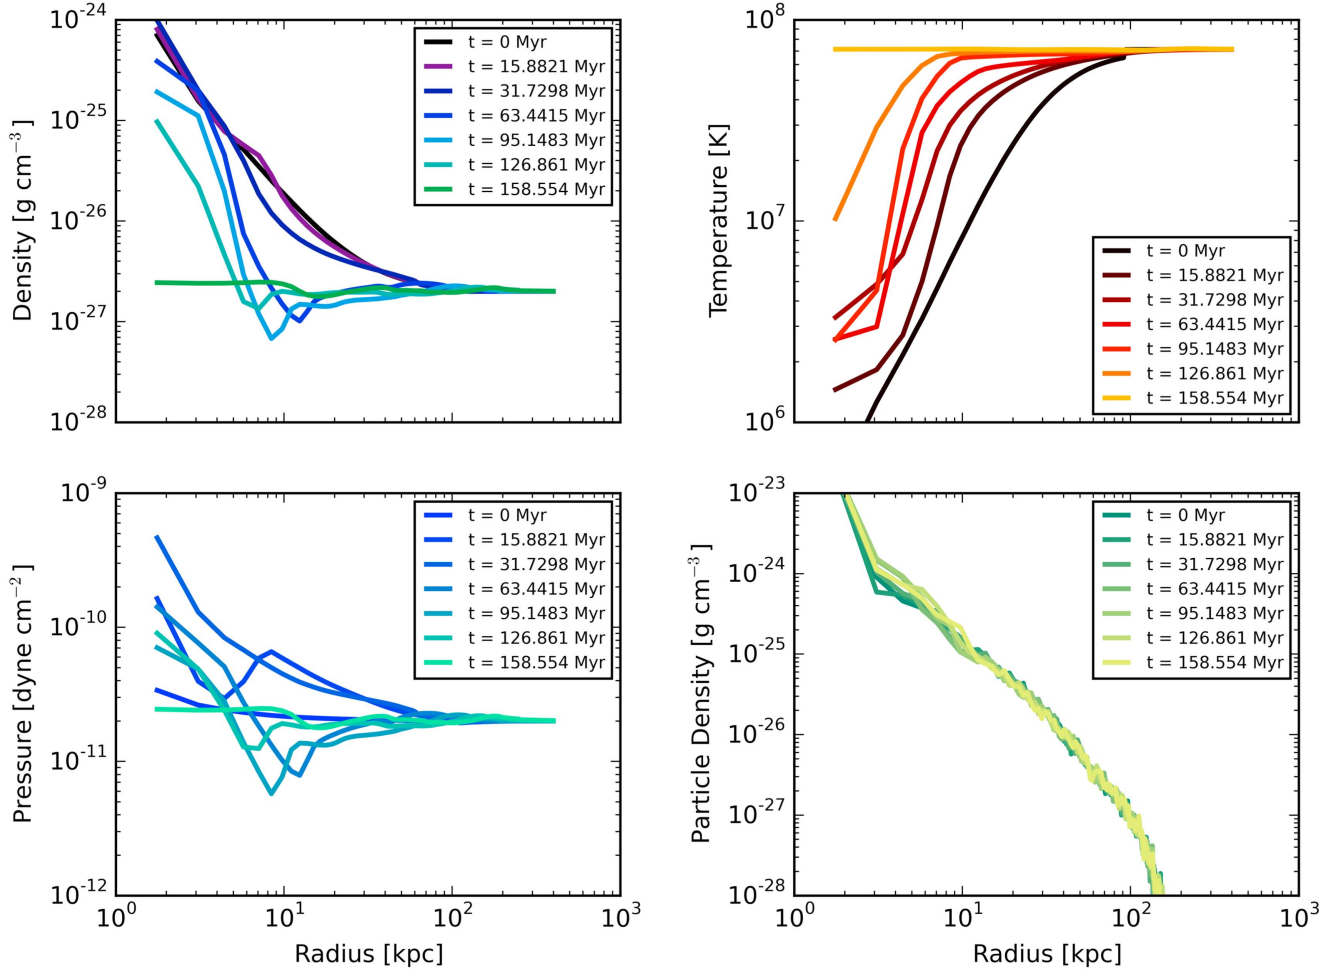 10^-24
10^-25
10^-26
10^-27
10^-28
Density [g cm^-3]
t = 0 Myr
t = 15.8821 Myr
t = 31.7298 Myr
t = 63.4415 Myr
t = 95.1483 Myr
t = 126.861 Myr
t = 158.554 Myr
10^8
10^7
10^6
Temperature [K]
t = 0 Myr
t = 15.8821 Myr
t = 31.7298 Myr
t = 63.4415 Myr
t = 95.1483 Myr
t = 126.861 Myr
t = 158.554 Myr
10^-9
10^-10
10^-11
10^-12
Pressure [dyne cm^-2]
t = 0 Myr
t = 15.8821 Myr
t = 31.7298 Myr
t = 63.4415 Myr
t = 95.1483 Myr
t = 126.861 Myr
t = 158.554 Myr
10^0 10^1 10^2 10^3
Radius [kpc]
10^-23
10^-24
10^-25
10^-26
10^-27
10^-28
Particle Density [g cm^-3]
t = 0 Myr
t = 15.8821 Myr
t = 31.7298 Myr
t = 63.4415 Myr
t = 95.1483 Myr
t = 126.861 Myr
t = 158.554 Myr
10^0 10^1 10^2 10^3
Radius [kpc]